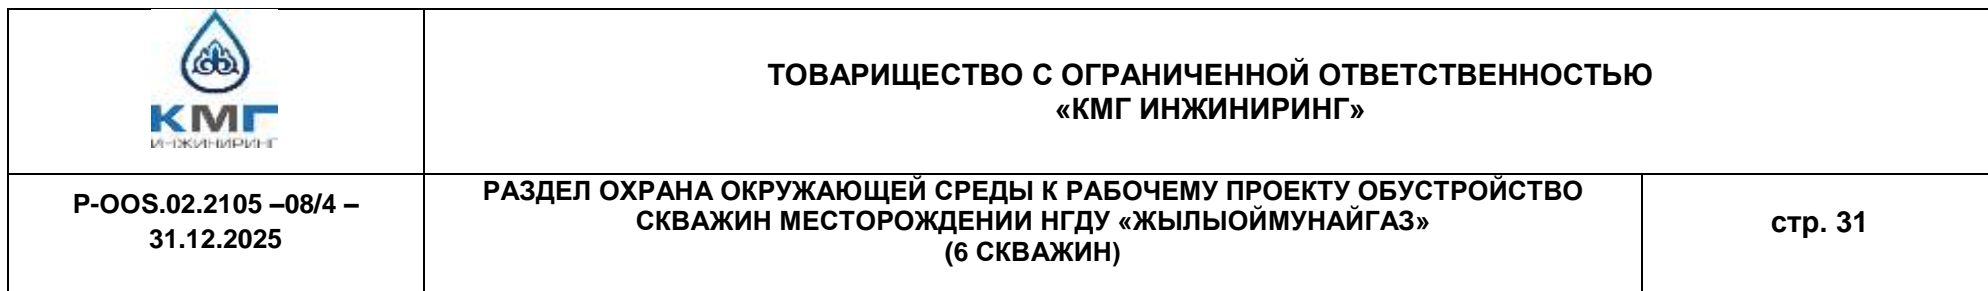 КМГ
ИНЖИНИРИНГ
ТОВАРИЩЕСТВО С ОГРАНИЧЕННОЙ ОТВЕТСТВЕННОСТЬЮ
«КМГ ИНЖИНИРИНГ»
P-OOS.02.2105 –08/4 –
31.12.2025
РАЗДЕЛ ОХРАНА ОКРУЖАЮЩЕЙ СРЕДЫ К РАБОЧЕМУ ПРОЕКТУ ОБУСТРОЙСТВО
СКВАЖИН МЕСТОРОЖДЕНИИ НГДУ «ЖЫЛЫОЙМУНАЙГАЗ»
(6 СКВАЖИН)
стр. 31